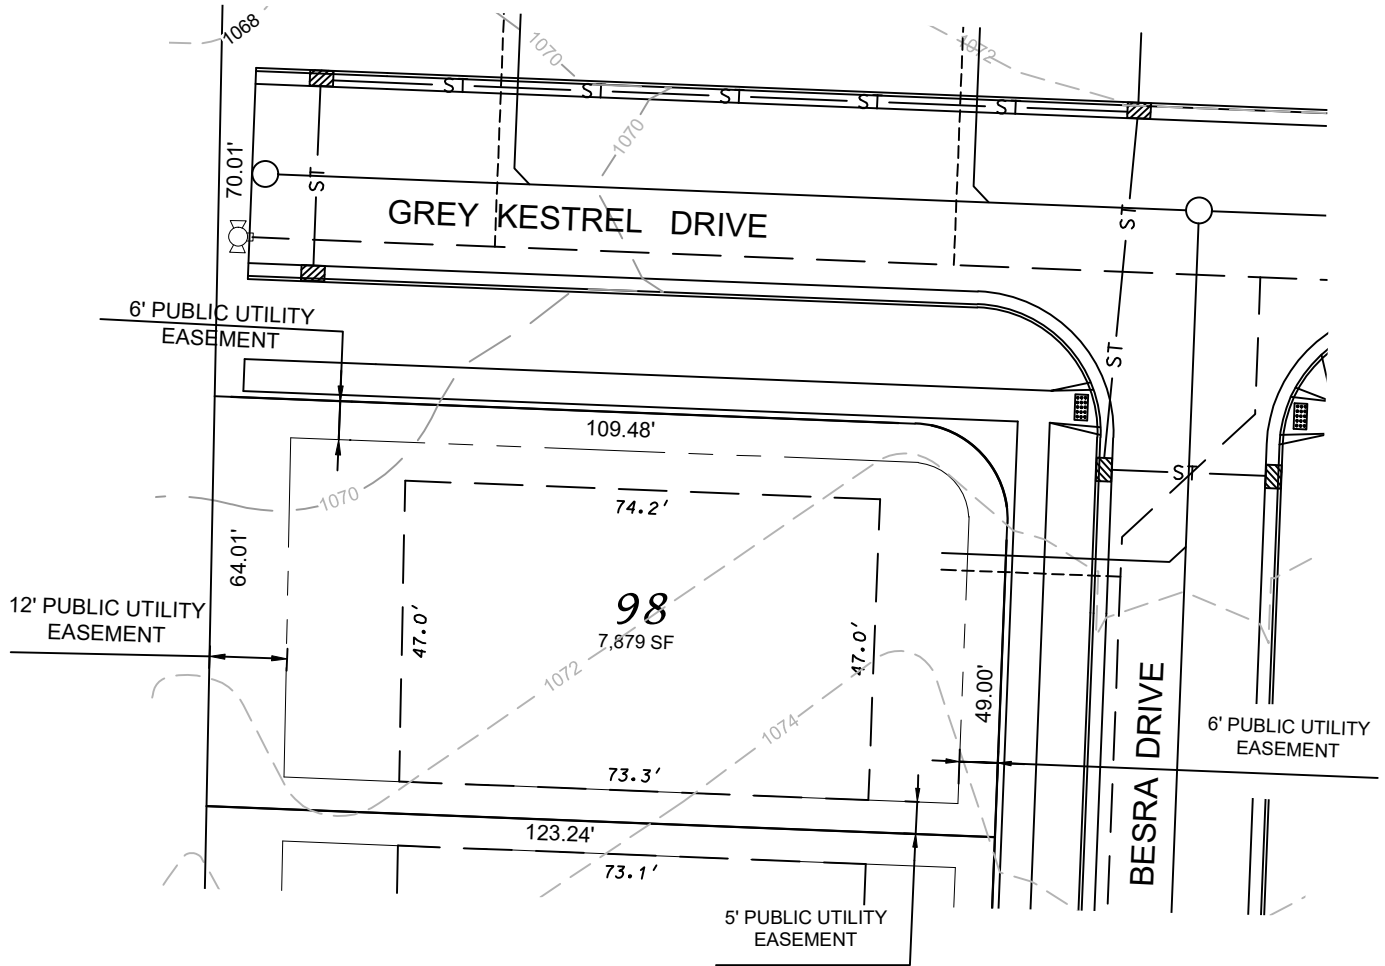 1068
1070
1072
ST ST ST ST ST
1070
70.01'
ST
ST
GREY KESTREL DRIVE
6' PUBLIC UTILITY
EASEMENT
ST
109.48'
1070
74.2'
ST
64.01'
98
7,879 SF
47.0'
47.0'
12' PUBLIC UTILITY
EASEMENT
1072
1074
49.00'
BESRA DRIVE
6' PUBLIC UTILITY
EASEMENT
73.3'
123.24'
73.1'
5' PUBLIC UTILITY
EASEMENT